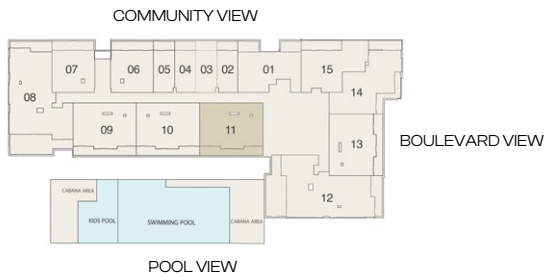 COMMUNITY VIEW
07 06 05 04 03 02 01 15
08 14
09 10 11
13
BOULEVARD VIEW
12
CABANA AREA
KIDS POOL SWIMMING POOL CABANA AREA
POOL VIEW